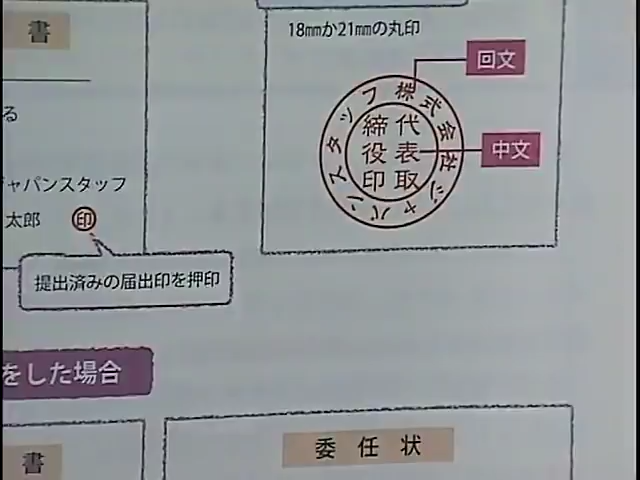 書
る
ャパンスタッフ
太郎 印
提出済みの届出印を押印
18㎜か21㎜の丸印
回文
中文
株式会社ジャパンスタッフ
代表取
締役印
をした場合
書
委任状